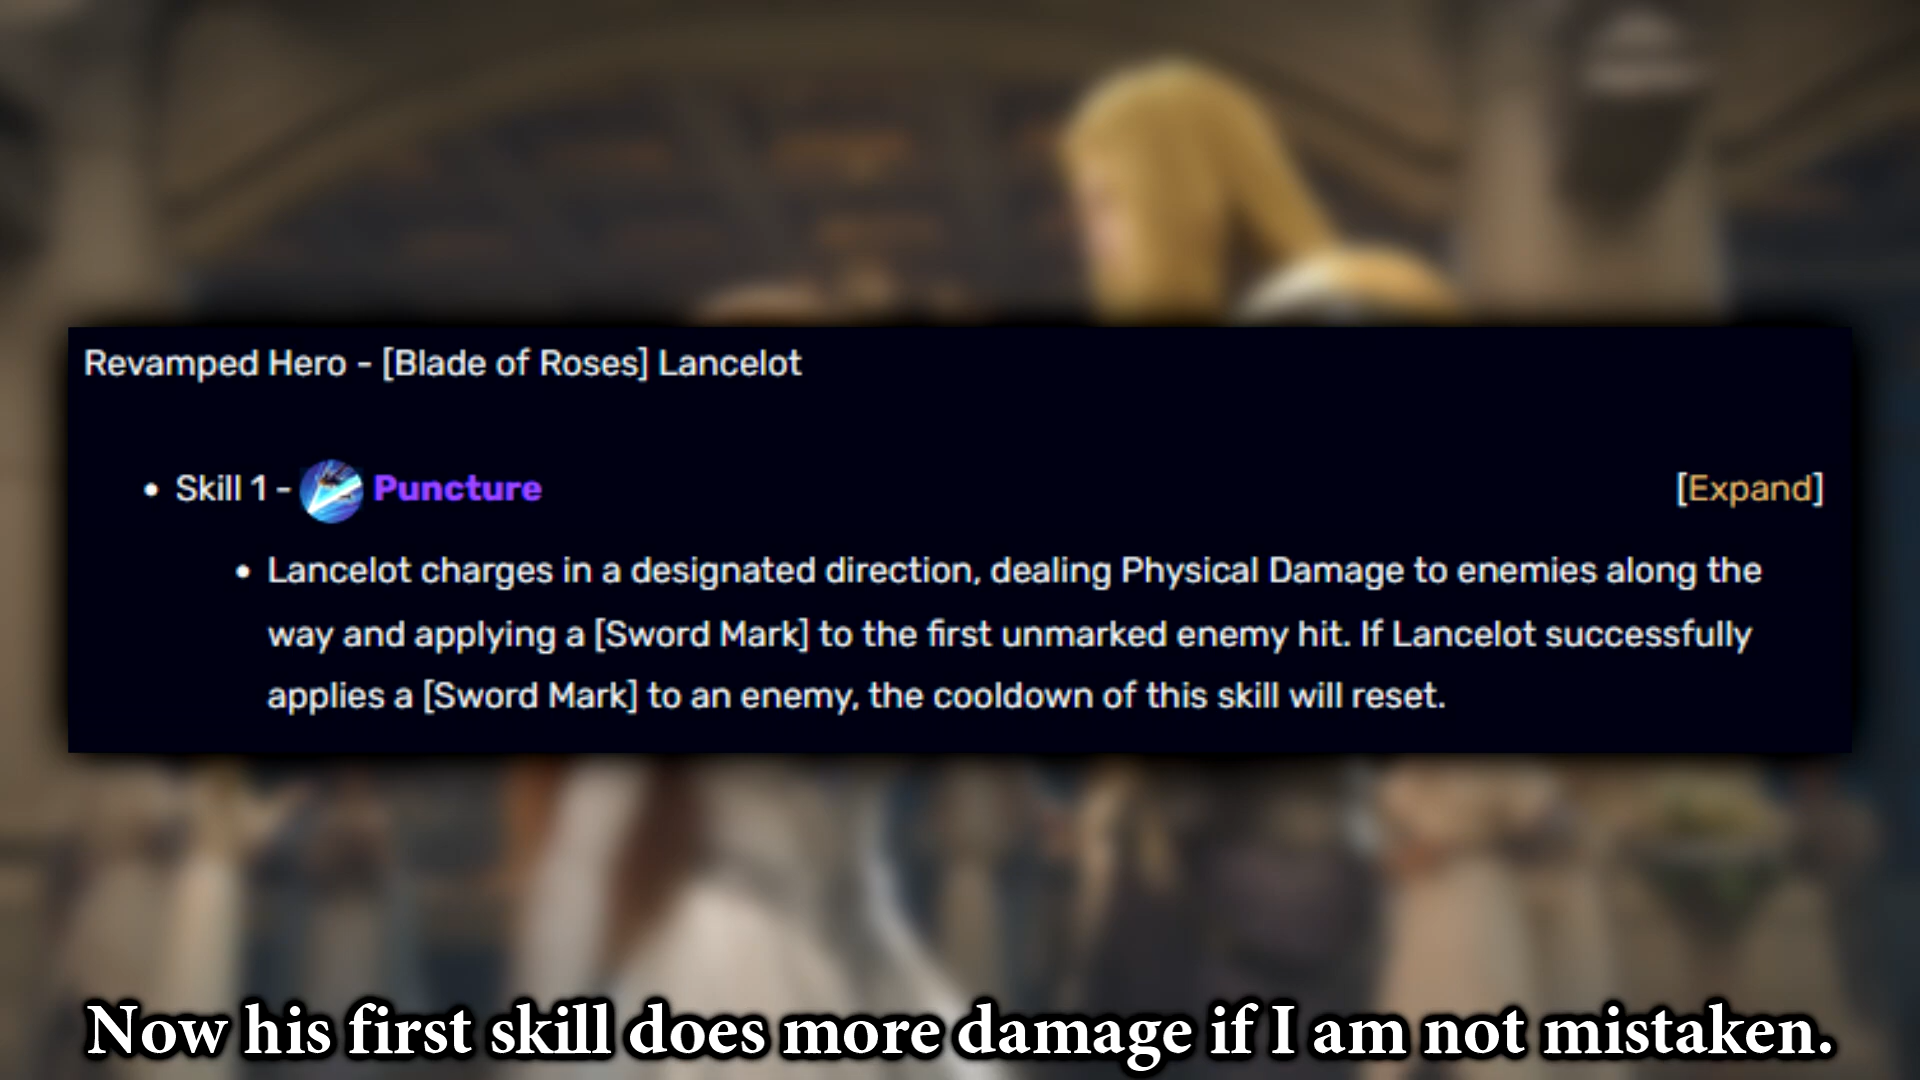 Revamped Hero - [Blade of Roses] Lancelot
• Skill 1 - Puncture [Expand]
• Lancelot charges in a designated direction, dealing Physical Damage to enemies along the
way and applying a [Sword Mark] to the first unmarked enemy hit. If Lancelot successfully
applies a [Sword Mark] to an enemy, the cooldown of this skill will reset.
Now his first skill does more damage if I am not mistaken.